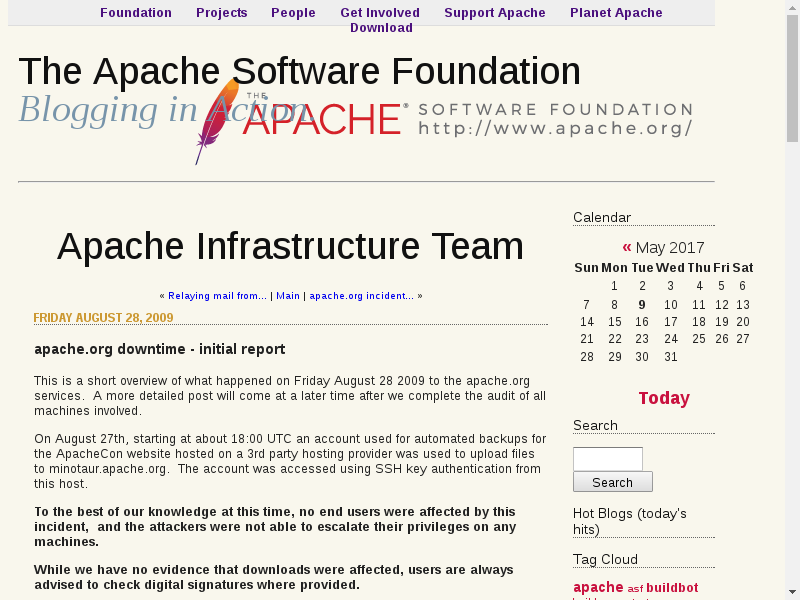 Foundation Projects People Get Involved Support Apache Planet Apache
Download
The Apache Software Foundation
Blogging in Action.
THE
APACHE® SOFTWARE FOUNDATION
http://www.apache.org/
Apache Infrastructure Team
« Relaying mail from... | Main | apache.org incident... »
FRIDAY AUGUST 28, 2009
apache.org downtime - initial report
This is a short overview of what happened on Friday August 28 2009 to the apache.org
services.  A more detailed post will come at a later time after we complete the audit of all
machines involved.
On August 27th, starting at about 18:00 UTC an account used for automated backups for
the ApacheCon website hosted on a 3rd party hosting provider was used to upload files
to minotaur.apache.org.  The account was accessed using SSH key authentication from
this host.
To the best of our knowledge at this time, no end users were affected by this
incident,  and the attackers were not able to escalate their privileges on any
machines.
While we have no evidence that downloads were affected, users are always
advised to check digital signatures where provided.
Calendar
« May 2017
Sun Mon Tue Wed Thu Fri Sat
1 2 3 4 5 6
7 8 9 10 11 12 13
14 15 16 17 18 19 20
21 22 23 24 25 26 27
28 29 30 31
Today
Search
Search
Hot Blogs (today's
hits)
Tag Cloud
apache asf buildbot